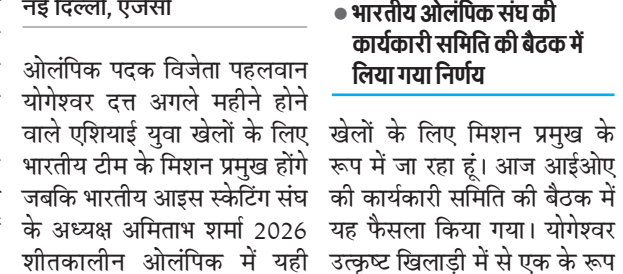 नई दिल्ली, एजेंसी
ओलंपिक पदक विजेता पहलवान
योगेश्वर दत्त अगले महीने होने
वाले एशियाई युवा खेलों के लिए
भारतीय टीम के मिशन प्रमुख होंगे
जबकि भारतीय आइस स्केटिंग संघ
के अध्यक्ष अमिताभ शर्मा 2026
शीतकालीन ओलंपिक में यही
● भारतीय ओलंपिक संघ की
कार्यकारी समिति की बैठक में
लिया गया निर्णय
खेलों के लिए मिशन प्रमुख के
रूप में जा रहा हूं। आज आईओए
की कार्यकारी समिति की बैठक में
यह फैसला किया गया। योगेश्वर
उत्कृष्ट खिलाड़ी में से एक के रूप